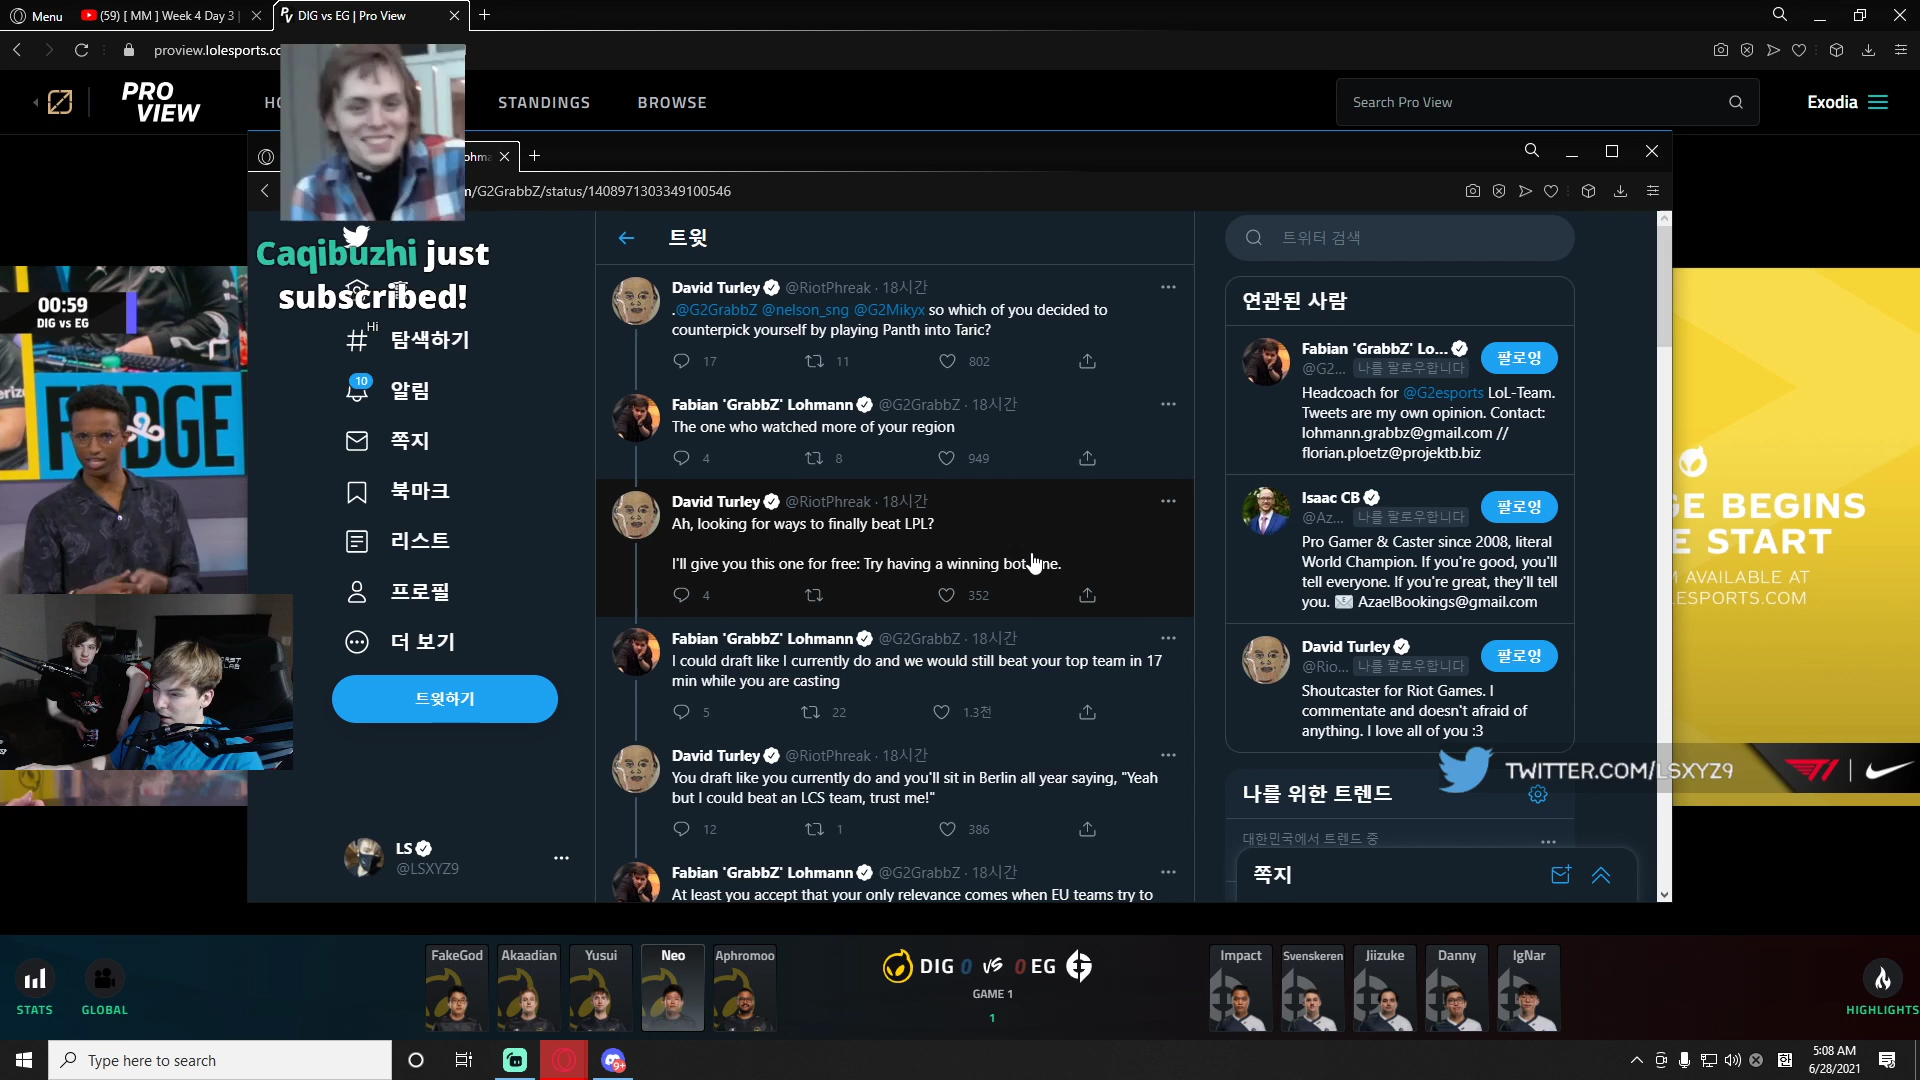 Menu
(59) [ MM ] Week 4 Day 3 |
DIG vs EG | Pro View
proview.lolesports.cc
PRO
VIEW
STANDINGS
BROWSE
Search Pro View
Exodia
/G2GrabbZ/status/1408971303349100546
Caqibuzhi just
subscribed!
Hi
00:59
DIG vs EG
탐색하기
10
알림
쪽지
북마크
리스트
프로필
더 보기
트윗하기
LS
@LSXYZ9
트윗
David Turley @RiotPhreak · 18시간
.@G2GrabbZ @nelson_sng @G2Mikyx so which of you decided to
counterpick yourself by playing Panth into Taric?
17 11 802
Fabian 'GrabbZ' Lohmann @G2GrabbZ · 18시간
The one who watched more of your region
4 8 949
David Turley @RiotPhreak · 18시간
Ah, looking for ways to finally beat LPL?
I'll give you this one for free: Try having a winning bot
4 352
Fabian 'GrabbZ' Lohmann @G2GrabbZ · 18시간
I could draft like I currently do and we would still beat your top team in 17
min while you are casting
5 22 1.3천
David Turley @RiotPhreak · 18시간
You draft like you currently do and you'll sit in Berlin all year saying, "Yeah
but I could beat an LCS team, trust me!"
12 1 386
Fabian 'GrabbZ' Lohmann @G2GrabbZ · 18시간
At least you accept that your only relevance comes when EU teams try to
트위터 검색
연관된 사람
Fabian 'GrabbZ' Lo...
팔로잉
@G2... 나를 팔로우합니다
Headcoach for @G2esports LoL-Team.
Tweets are my own opinion. Contact:
lohmann.grabbz@gmail.com //
florian.ploetz@projektb.biz
Isaac CB
팔로잉
@Az... 나를 팔로우합니다
Pro Gamer & Caster since 2008, literal
World Champion. If you're good, you'll
tell everyone. If you're great, they'll tell
you. AzaelBookings@gmail.com
David Turley
팔로잉
@Rio... 나를 팔로우합니다
Shoutcaster for Riot Games. I
commentate and doesn't afraid of
anything. I love all of you :3
TWITTER.COM/LSXYZ9
나를 위한 트렌드
대한민국에서 트렌드 중
쪽지
BEGINS
START
AVAILABLE AT
ESPORTS.COM
STATS
GLOBAL
FakeGod
Akaadian
Yusui
Neo
Aphromoo
DIG 0 VS 0 EG
GAME 1
1
Impact
Svenskeren
Jiizuke
Danny
IgNar
HIGHLIGHTS
Type here to search
9+
한
5:08 AM
6/28/2021